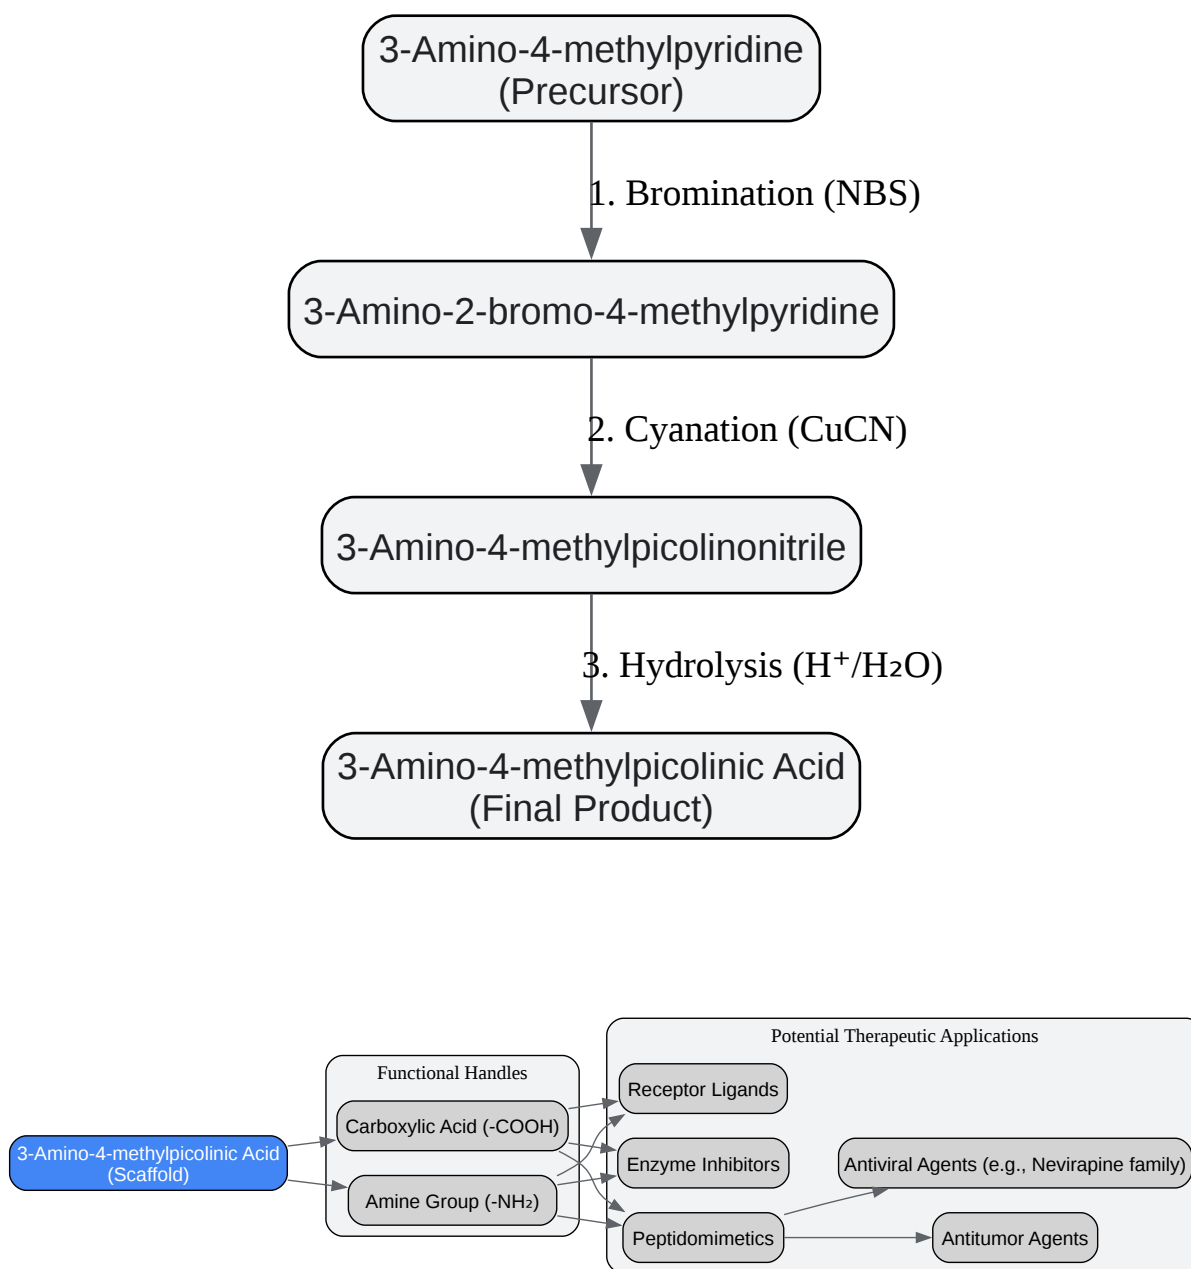 3-Amino-4-methylpyridine
(Precursor)
1. Bromination (NBS)
3-Amino-2-bromo-4-methylpyridine
2. Cyanation (CuCN)
3-Amino-4-methylpicolinonitrile
3. Hydrolysis (H⁺/H₂O)
3-Amino-4-methylpicolinic Acid
(Final Product)
3-Amino-4-methylpicolinic Acid
(Scaffold)
Functional Handles
Carboxylic Acid (-COOH)
Amine Group (-NH₂)
Potential Therapeutic Applications
Receptor Ligands
Enzyme Inhibitors
Peptidomimetics
Antiviral Agents (e.g., Nevirapine family)
Antitumor Agents